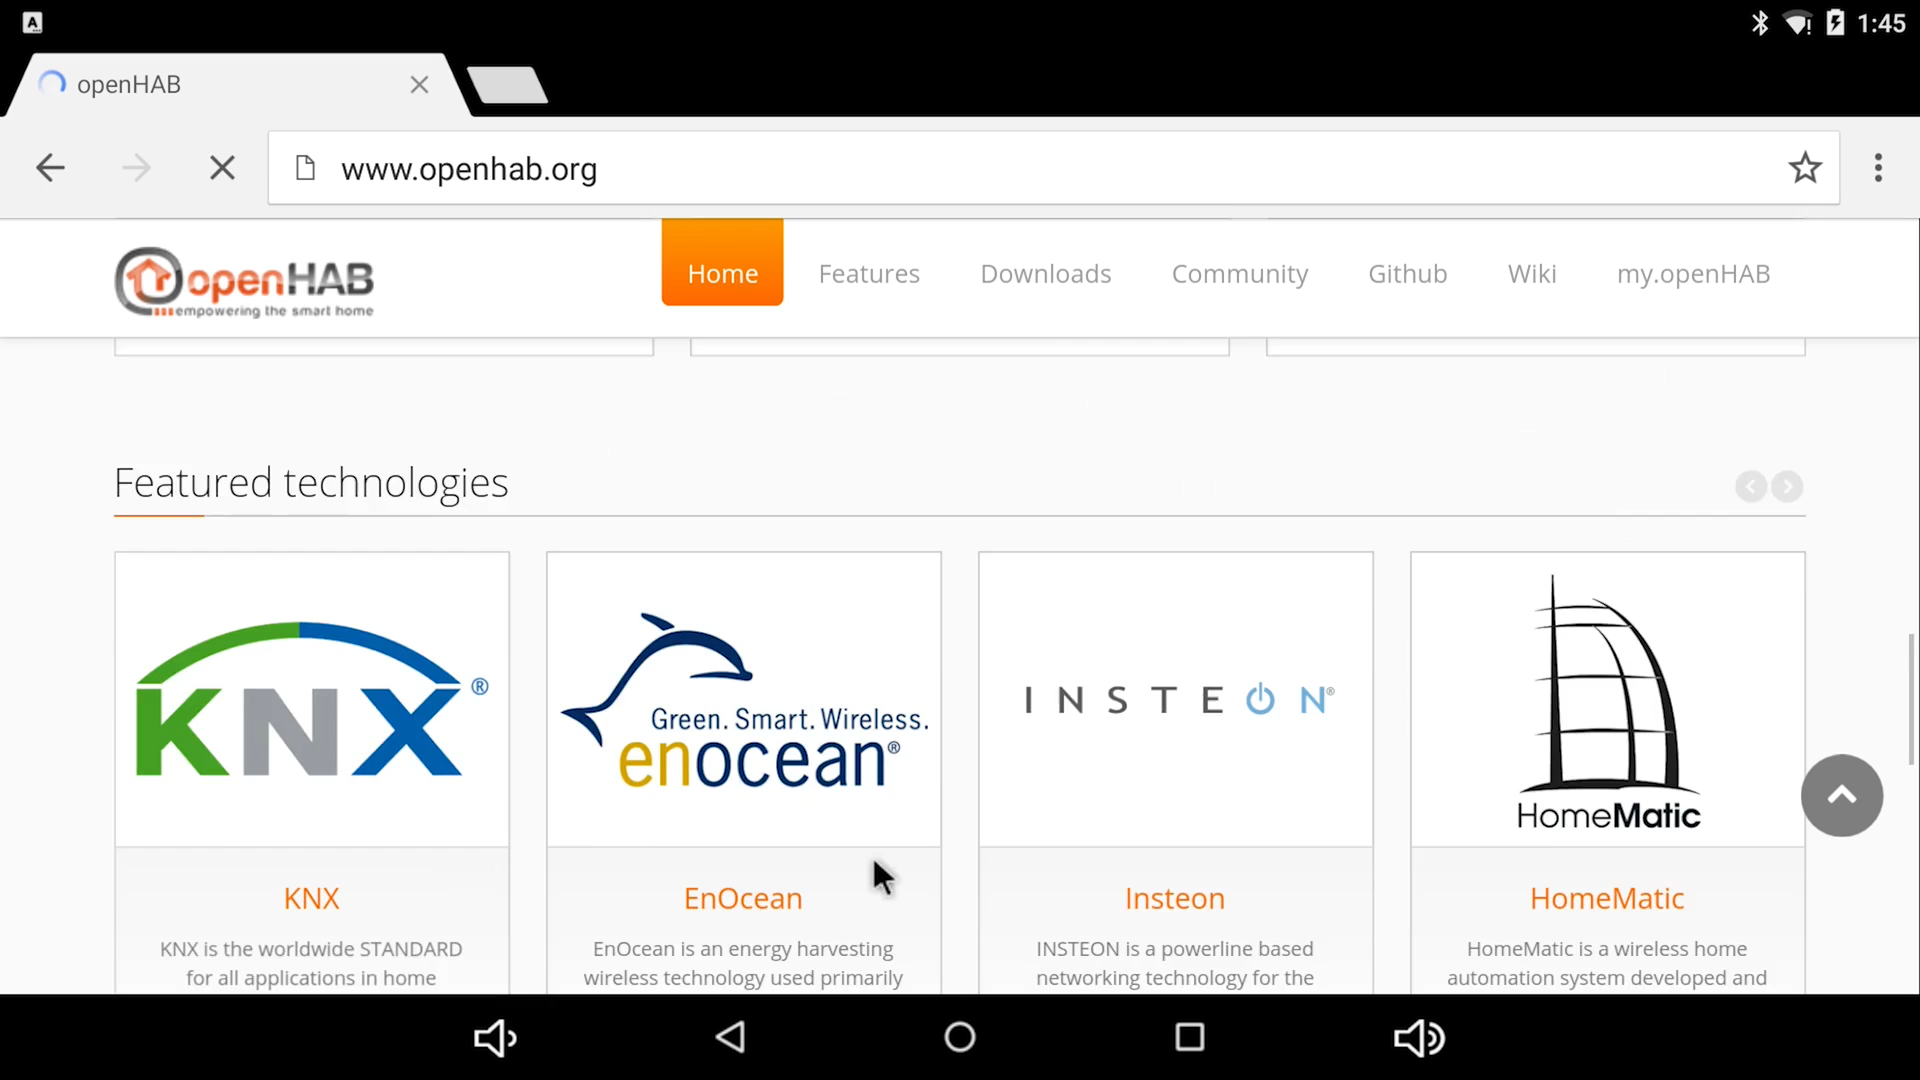 A
1:45
openHAB
www.openhab.org
openHAB
empowering the smart home
Home
Features
Downloads
Community
Github
Wiki
my.openHAB
Featured technologies
KNX®
Green. Smart. Wireless.
enocean®
INSTEON®
HomeMatic
KNX
EnOcean
Insteon
HomeMatic
KNX is the worldwide STANDARD
for all applications in home
EnOcean is an energy harvesting
wireless technology used primarily
INSTEON is a powerline based
networking technology for the
HomeMatic is a wireless home
automation system developed and